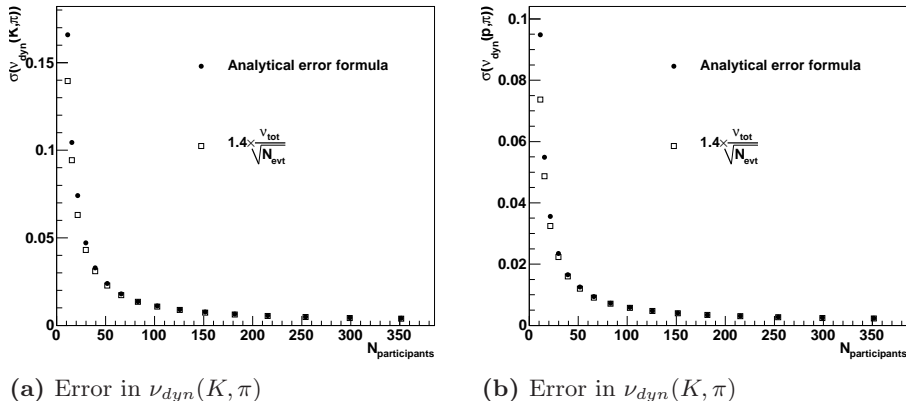 σ(ν_dyn(K,π))
0.15
0.1
0.05
0
0 50 100 150 200 250 300 350
N_participants
Analytical error formula
1.4×ν_tot/√N_evt
(a) Error in ν_dyn(K, π)
σ(ν_dyn(p,π))
0.1
0.08
0.06
0.04
0.02
0
0 50 100 150 200 250 300 350
N_participants
Analytical error formula
1.4×ν_tot/√N_evt
(b) Error in ν_dyn(K, π)